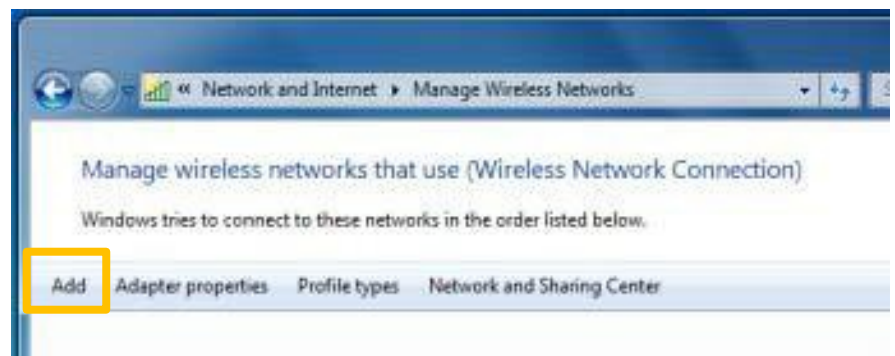 « Network and Internet ▸ Manage Wireless Networks
Manage wireless networks that use (Wireless Network Connection)
Windows tries to connect to these networks in the order listed below.
Add Adapter properties Profile types Network and Sharing Center